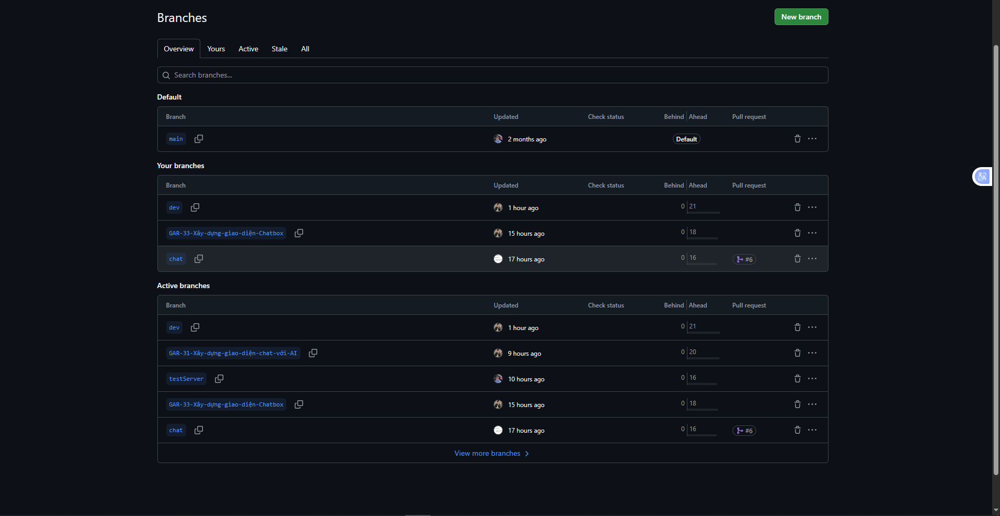 Branches
New branch
Overview Yours Active Stale All
Search branches...
Default
Branch Updated Check status Behind Ahead Pull request
main 2 months ago Default
Your branches
Branch Updated Check status Behind Ahead Pull request
dev 1 hour ago 0 21
GAR-33-Xây-dựng-giao-diện-Chatbox 15 hours ago 0 18
chat 17 hours ago 0 16 #6
Active branches
Branch Updated Check status Behind Ahead Pull request
dev 1 hour ago 0 21
GAR-31-Xây-dựng-giao-diện-chat-với-AI 9 hours ago 0 20
testServer 10 hours ago 0 16
GAR-33-Xây-dựng-giao-diện-Chatbox 15 hours ago 0 18
chat 17 hours ago 0 16 #6
View more branches